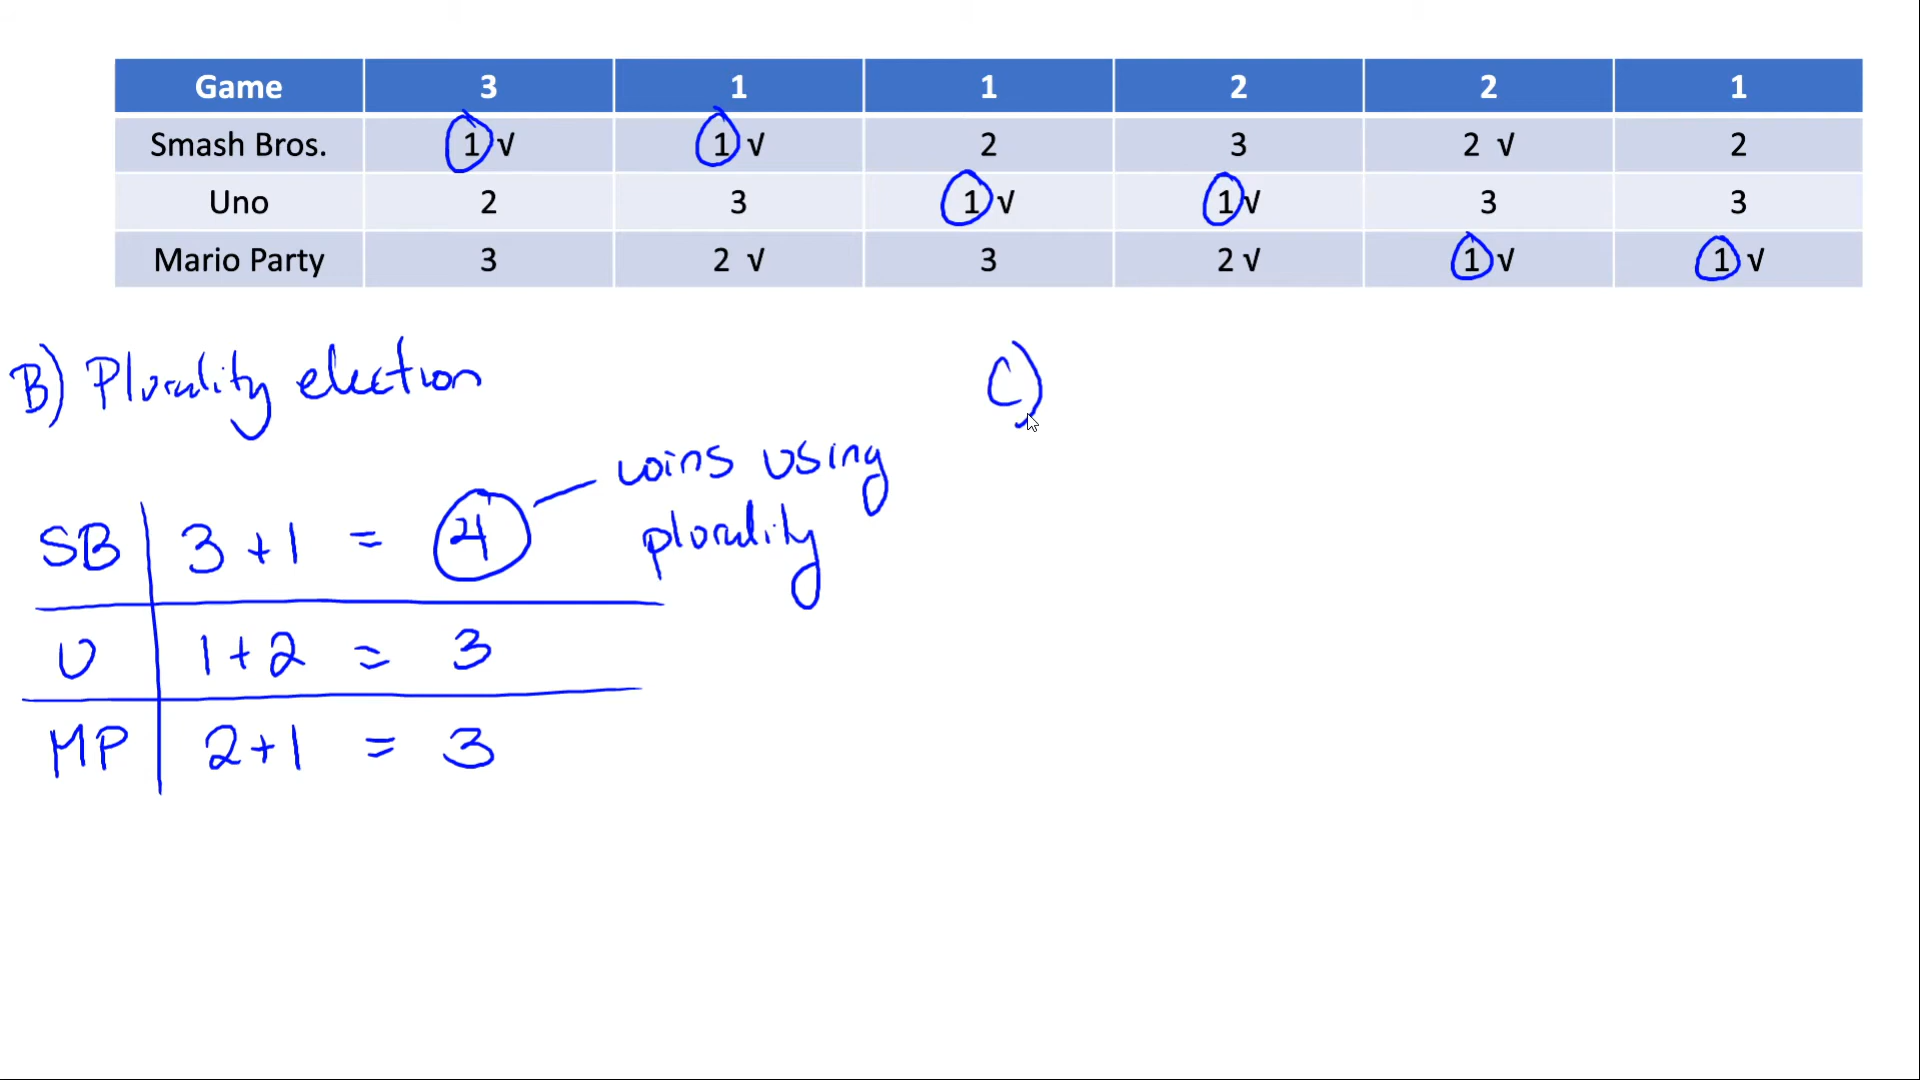 Game 3 1 1 2 2 1
Smash Bros. 1 √ 1 √ 2 3 2 √ 2
Uno 2 3 1 √ 1 √ 3 3
Mario Party 3 2 √ 3 2 √ 1 √ 1 √
B) Plurality election
C)
wins using
plurality
SB 3 + 1 = 4
U 1 + 2 = 3
MP 2 + 1 = 3